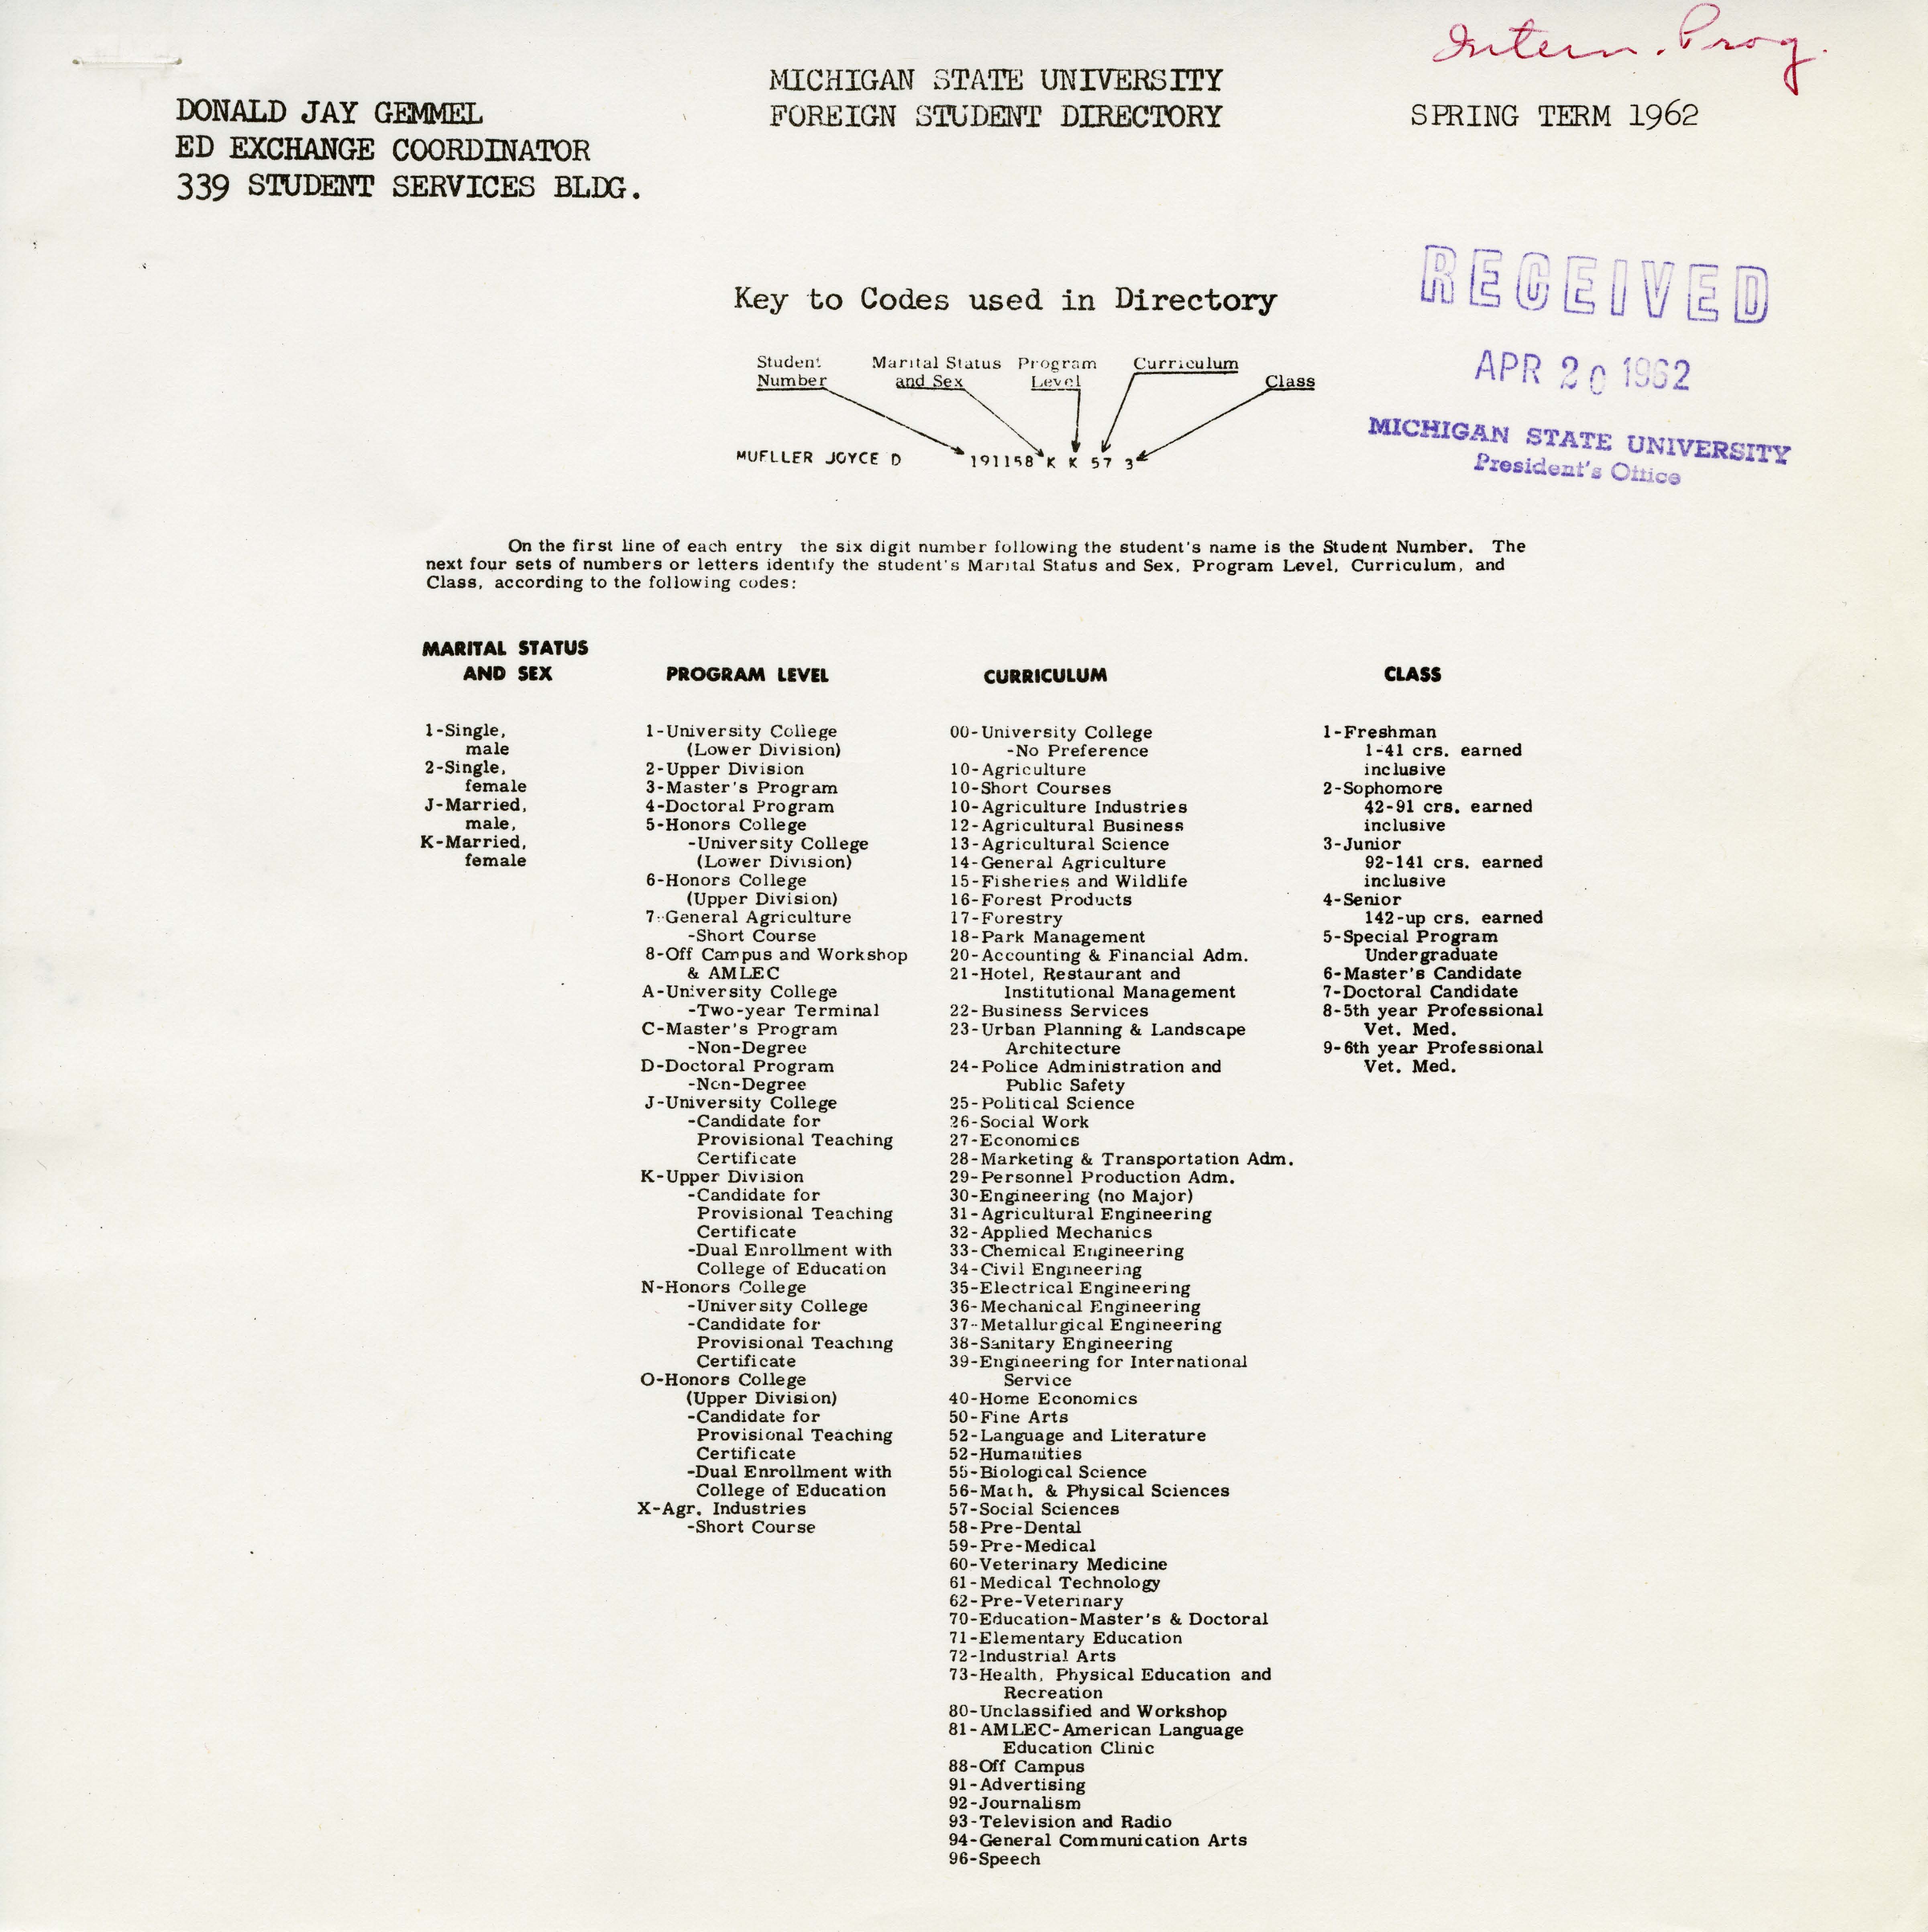 Intern. Prog.
MICHIGAN STATE UNIVERSITY
FOREIGN STUDENT DIRECTORY
SPRING TERM 1962
DONALD JAY GEMMEL
ED EXCHANGE COORDINATOR
339 STUDENT SERVICES BLDG.
RECEIVED
APR 20 1962
MICHIGAN STATE UNIVERSITY
President's Office
Key to Codes used in Directory
Student Number
Marital Status and Sex
Program Level
Curriculum
Class
MUELLER JOYCE D 191158 K K 57 3
On the first line of each entry the six digit number following the student's name is the Student Number. The
next four sets of numbers or letters identify the student's Marital Status and Sex, Program Level, Curriculum, and
Class, according to the following codes:
MARITAL STATUS
AND SEX
1-Single,
male
2-Single,
female
J-Married,
male,
K-Married,
female
PROGRAM LEVEL
1-University College
(Lower Division)
2-Upper Division
3-Master's Program
4-Doctoral Program
5-Honors College
-University College
(Lower Division)
6-Honors College
(Upper Division)
7-General Agriculture
-Short Course
8-Off Campus and Workshop
& AMLEC
A-University College
-Two-year Terminal
C-Master's Program
-Non-Degree
D-Doctoral Program
-Non-Degree
J-University College
-Candidate for
Provisional Teaching
Certificate
K-Upper Division
-Candidate for
Provisional Teaching
Certificate
-Dual Enrollment with
College of Education
N-Honors College
-University College
-Candidate for
Provisional Teaching
Certificate
O-Honors College
(Upper Division)
-Candidate for
Provisional Teaching
Certificate
-Dual Enrollment with
College of Education
X-Agr. Industries
-Short Course
CURRICULUM
00-University College
-No Preference
10-Agriculture
10-Short Courses
10-Agriculture Industries
12-Agricultural Business
13-Agricultural Science
14-General Agriculture
15-Fisheries and Wildlife
16-Forest Products
17-Forestry
18-Park Management
20-Accounting & Financial Adm.
21-Hotel, Restaurant and
Institutional Management
22-Business Services
23-Urban Planning & Landscape
Architecture
24-Police Administration and
Public Safety
25-Political Science
26-Social Work
27-Economics
28-Marketing & Transportation Adm.
29-Personnel Production Adm.
30-Engineering (no Major)
31-Agricultural Engineering
32-Applied Mechanics
33-Chemical Engineering
34-Civil Engineering
35-Electrical Engineering
36-Mechanical Engineering
37-Metallurgical Engineering
38-Sanitary Engineering
39-Engineering for International
Service
40-Home Economics
50-Fine Arts
52-Language and Literature
52-Humanities
55-Biological Science
56-Math. & Physical Sciences
57-Social Sciences
58-Pre-Dental
59-Pre-Medical
60-Veterinary Medicine
61-Medical Technology
62-Pre-Veterinary
70-Education-Master's & Doctoral
71-Elementary Education
72-Industrial Arts
73-Health, Physical Education and
Recreation
80-Unclassified and Workshop
81-AMLEC-American Language
Education Clinic
88-Off Campus
91-Advertising
92-Journalism
93-Television and Radio
94-General Communication Arts
96-Speech
CLASS
1-Freshman
1-41 crs. earned
inclusive
2-Sophomore
42-91 crs. earned
inclusive
3-Junior
92-141 crs. earned
inclusive
4-Senior
142-up crs. earned
5-Special Program
Undergraduate
6-Master's Candidate
7-Doctoral Candidate
8-5th year Professional
Vet. Med.
9-6th year Professional
Vet. Med.